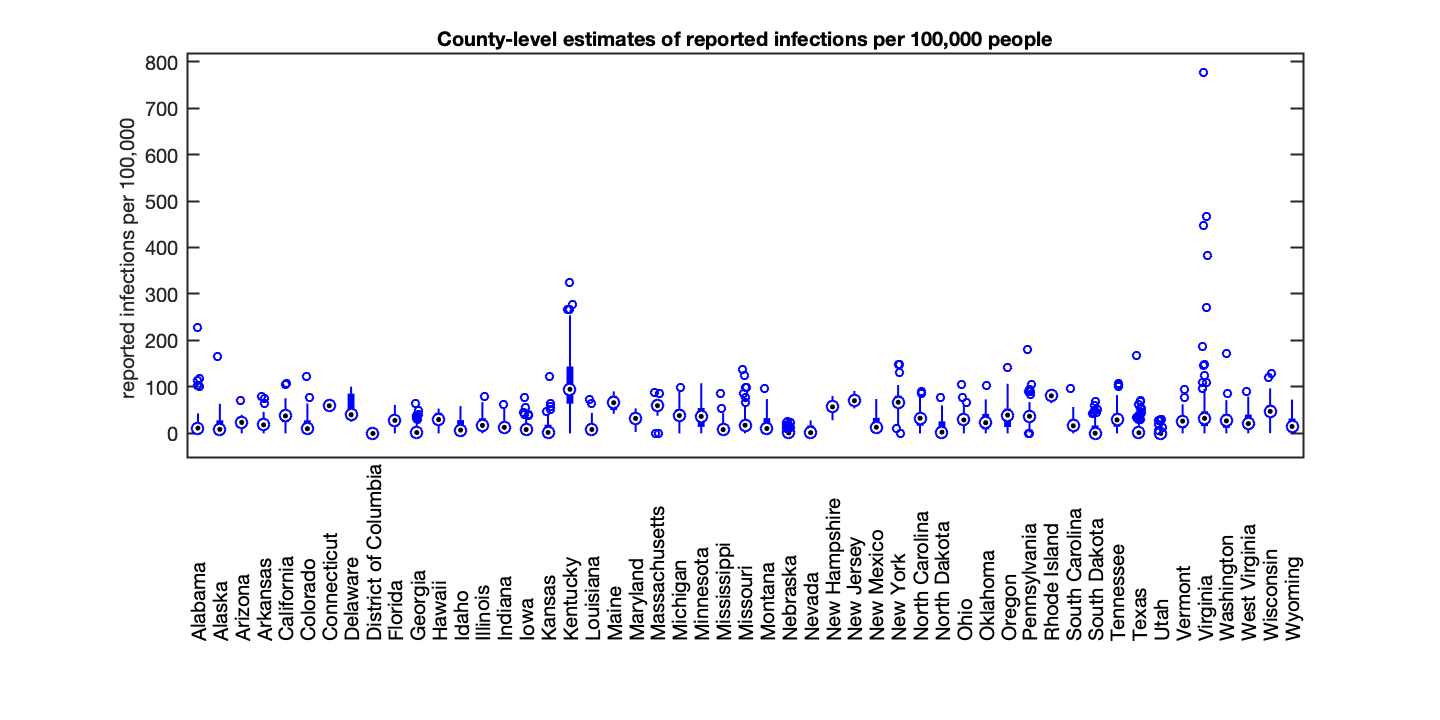 County-level estimates of reported infections per 100,000 people
reported infections per 100,000
800
700
600
500
400
300
200
100
0
Alabama
Alaska
Arizona
Arkansas
California
Colorado
Connecticut
Delaware
District of Columbia
Florida
Georgia
Hawaii
Idaho
Illinois
Indiana
Iowa
Kansas
Kentucky
Louisiana
Maine
Maryland
Massachusetts
Michigan
Minnesota
Mississippi
Missouri
Montana
Nebraska
Nevada
New Hampshire
New Jersey
New Mexico
New York
North Carolina
North Dakota
Ohio
Oklahoma
Oregon
Pennsylvania
Rhode Island
South Carolina
South Dakota
Tennessee
Texas
Utah
Vermont
Virginia
Washington
West Virginia
Wisconsin
Wyoming